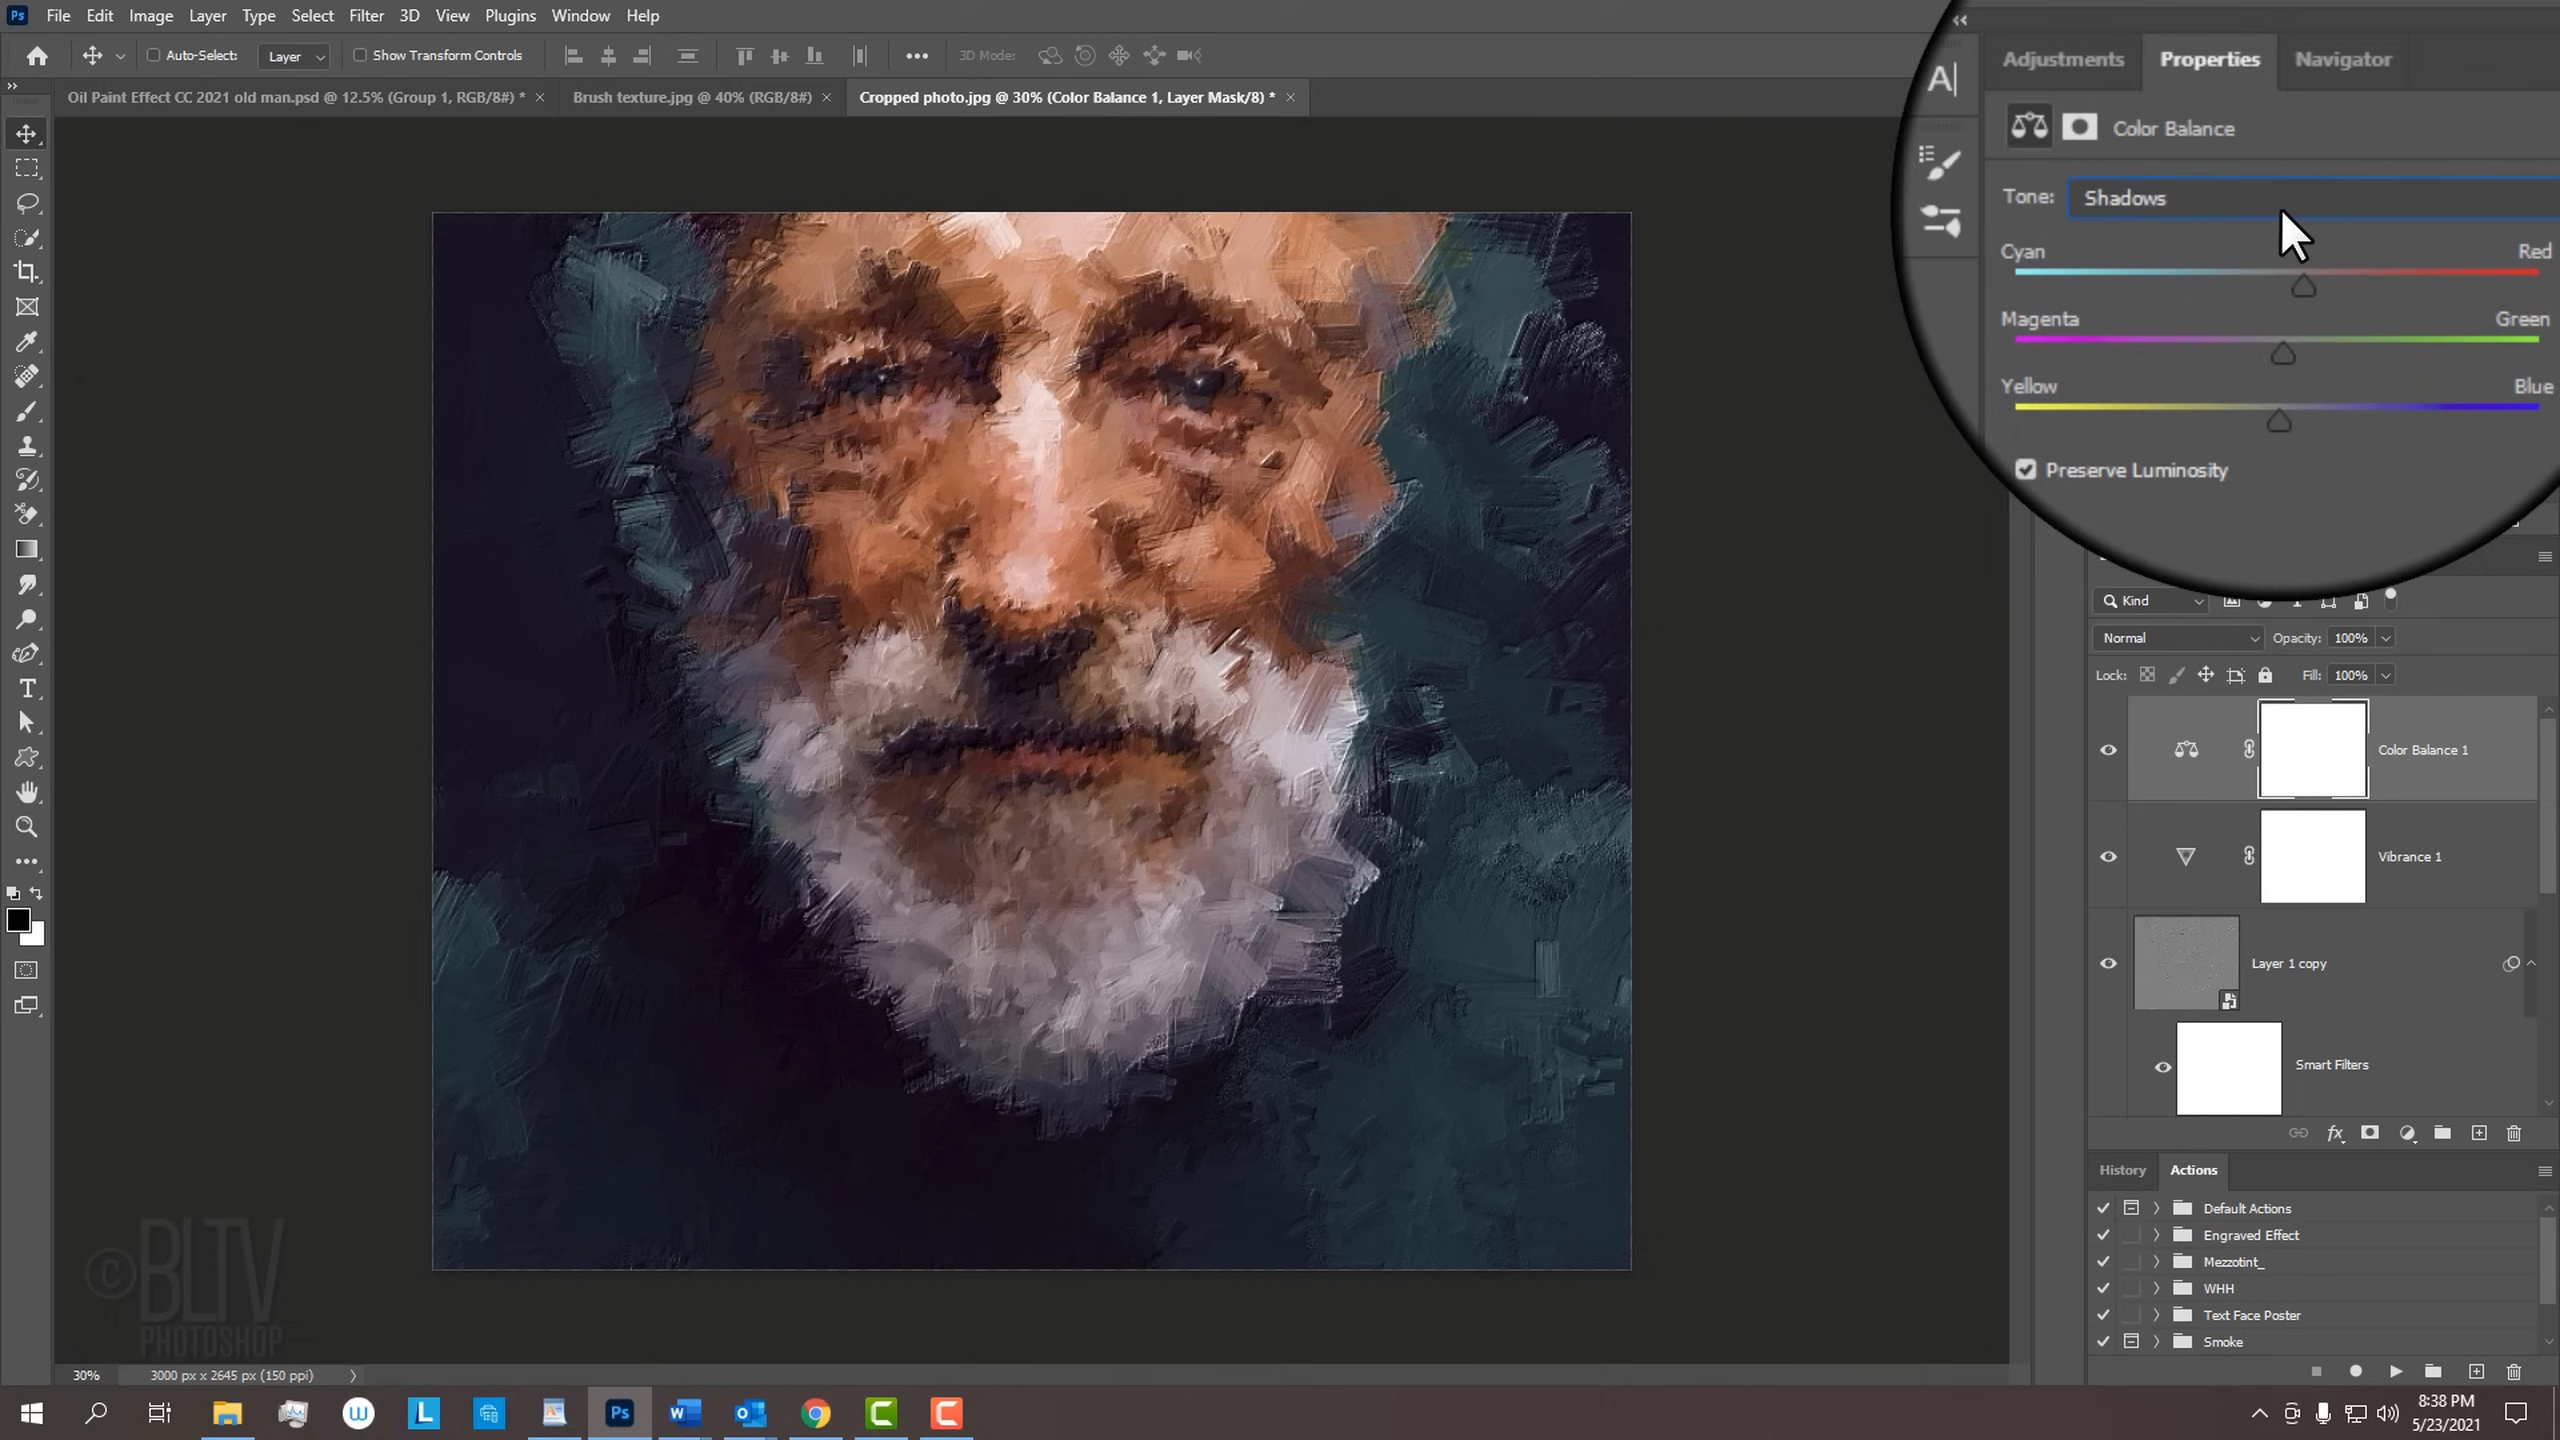 Ps File Edit Image Layer Type Select Filter 3D View Plugins Window Help
Auto-Select: Layer Show Transform Controls 3D Mode:
Oil Paint Effect CC 2021 old man.psd @ 12.5% (Group 1, RGB/8#) * Brush texture.jpg @ 40% (RGB/8#) Cropped photo.jpg @ 30% (Color Balance 1, Layer Mask/8) *
Adjustments Properties Navigator
Color Balance
Tone: Shadows
Cyan Red
Magenta Green
Yellow Blue
Preserve Luminosity
Kind
Normal Opacity: 100%
Lock: Fill: 100%
Color Balance 1
Vibrance 1
Layer 1 copy
Smart Filters
fx
History Actions
Default Actions
Engraved Effect
Mezzotint_
WHH
Text Face Poster
Smoke
©BLTV
PHOTOSHOP
30% 3000 px x 2645 px (150 ppi)
8:38 PM
5/23/2021